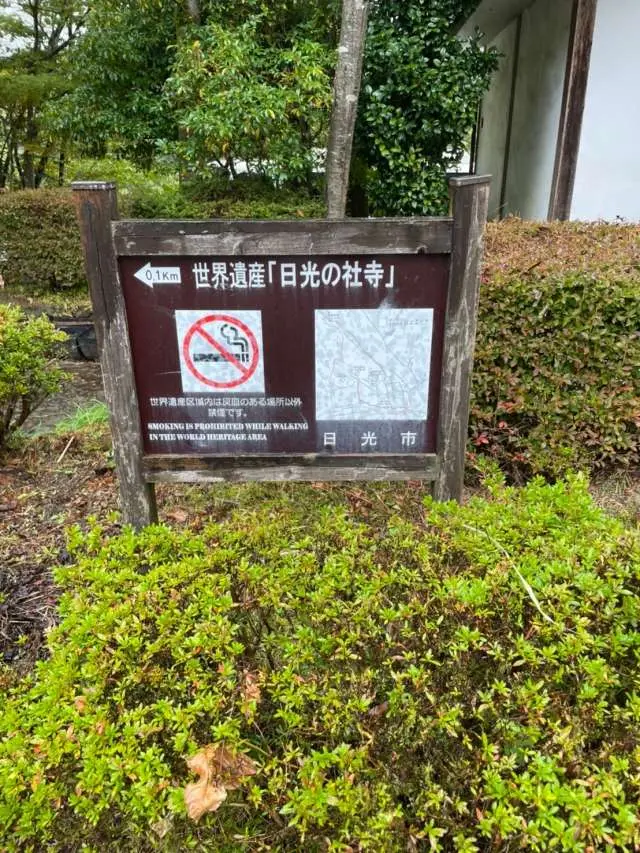 0.1Km
世界遺産「日光の社寺」
世界遺産区域内は灰皿のある場所以外
禁煙です。
SMOKING IS PROHIBITED WHILE WALKING
IN THE WORLD HERITAGE AREA
日光市